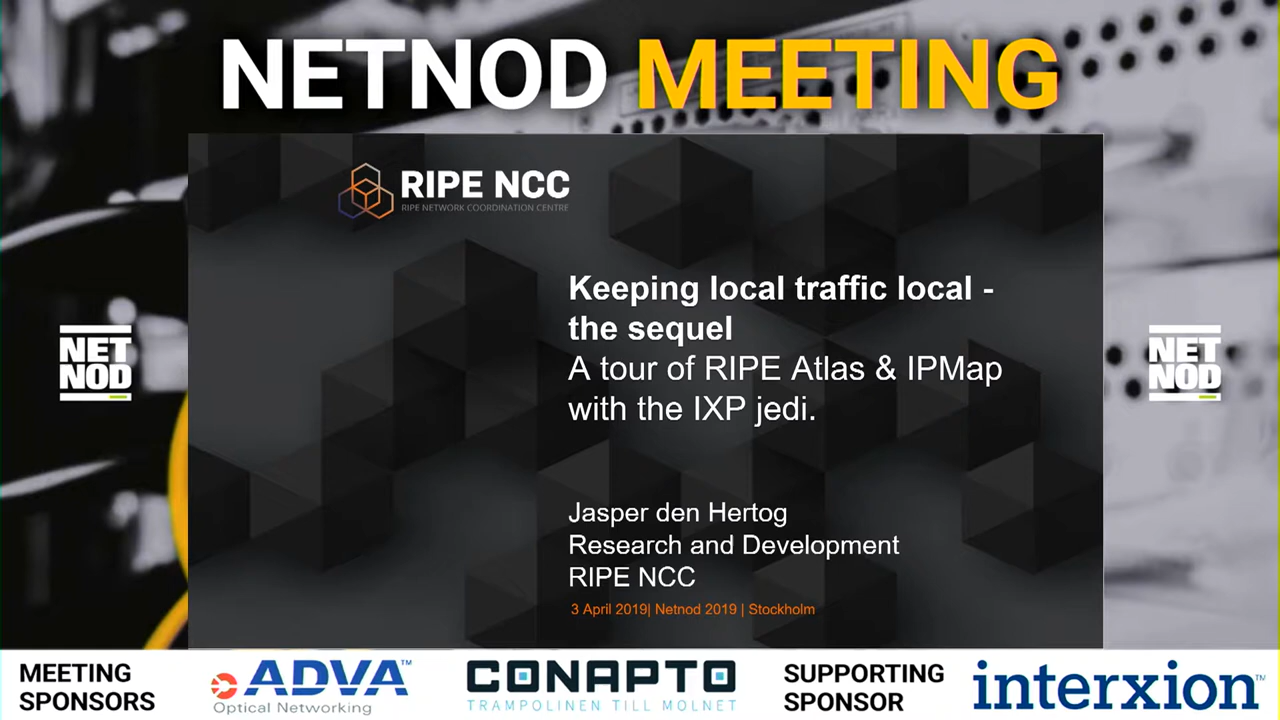 NETNOD MEETING
RIPE NCC
RIPE NETWORK COORDINATION CENTRE
Keeping local traffic local -
the sequel
A tour of RIPE Atlas & IPMap
with the IXP jedi.
NET
NOD
NET
NOD
Jasper den Hertog
Research and Development
RIPE NCC
3 April 2019| Netnod 2019 | Stockholm
MEETING
SPONSORS
ADVA™
Optical Networking
CONAPTO
TRAMPOLINEN TILL MOLNET
SUPPORTING
SPONSOR
interxion™